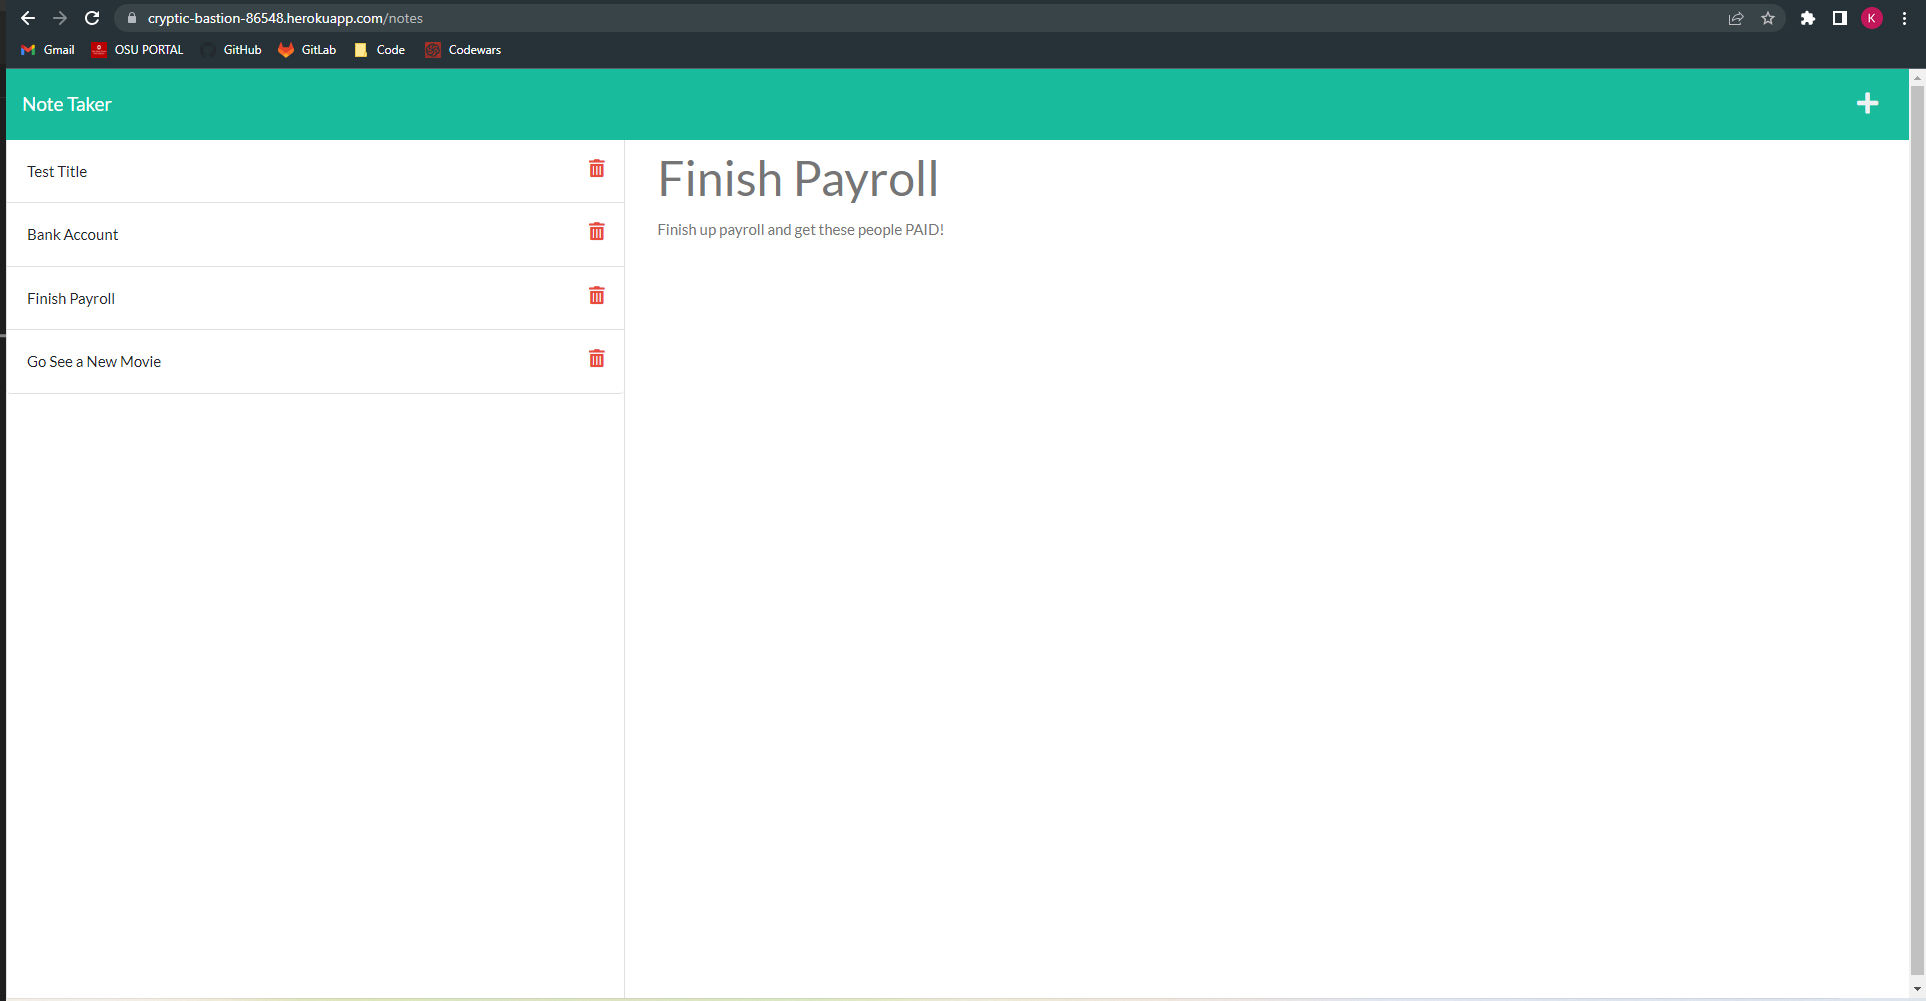 cryptic-bastion-86548.herokuapp.com/notes
K
Gmail OSU PORTAL GitHub GitLab Code Codewars
Note Taker
Test Title
Bank Account
Finish Payroll
Go See a New Movie
Finish Payroll
Finish up payroll and get these people PAID!